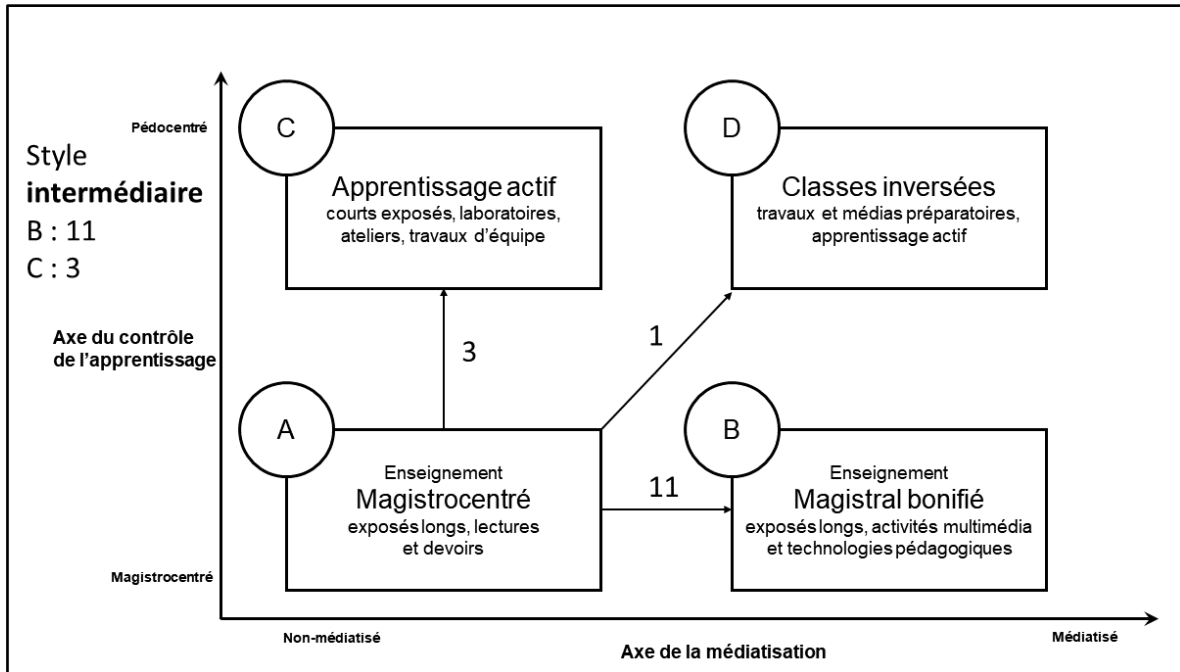 Pédocentré
C
D
Style
intermédiaire
B : 11
C : 3
Apprentissage actif
courts exposés, laboratoires,
ateliers, travaux d'équipe
Classes inversées
travaux et médias préparatoires,
apprentissage actif
Axe du contrôle
de l'apprentissage
3
1
A
B
Enseignement
Magistrocentré
exposés longs, lectures
et devoirs
11
Enseignement
Magistral bonifié
exposés longs, activités multimédia
et technologies pédagogiques
Magistrocentré
Non-médiatisé
Axe de la médiatisation
Médiatisé